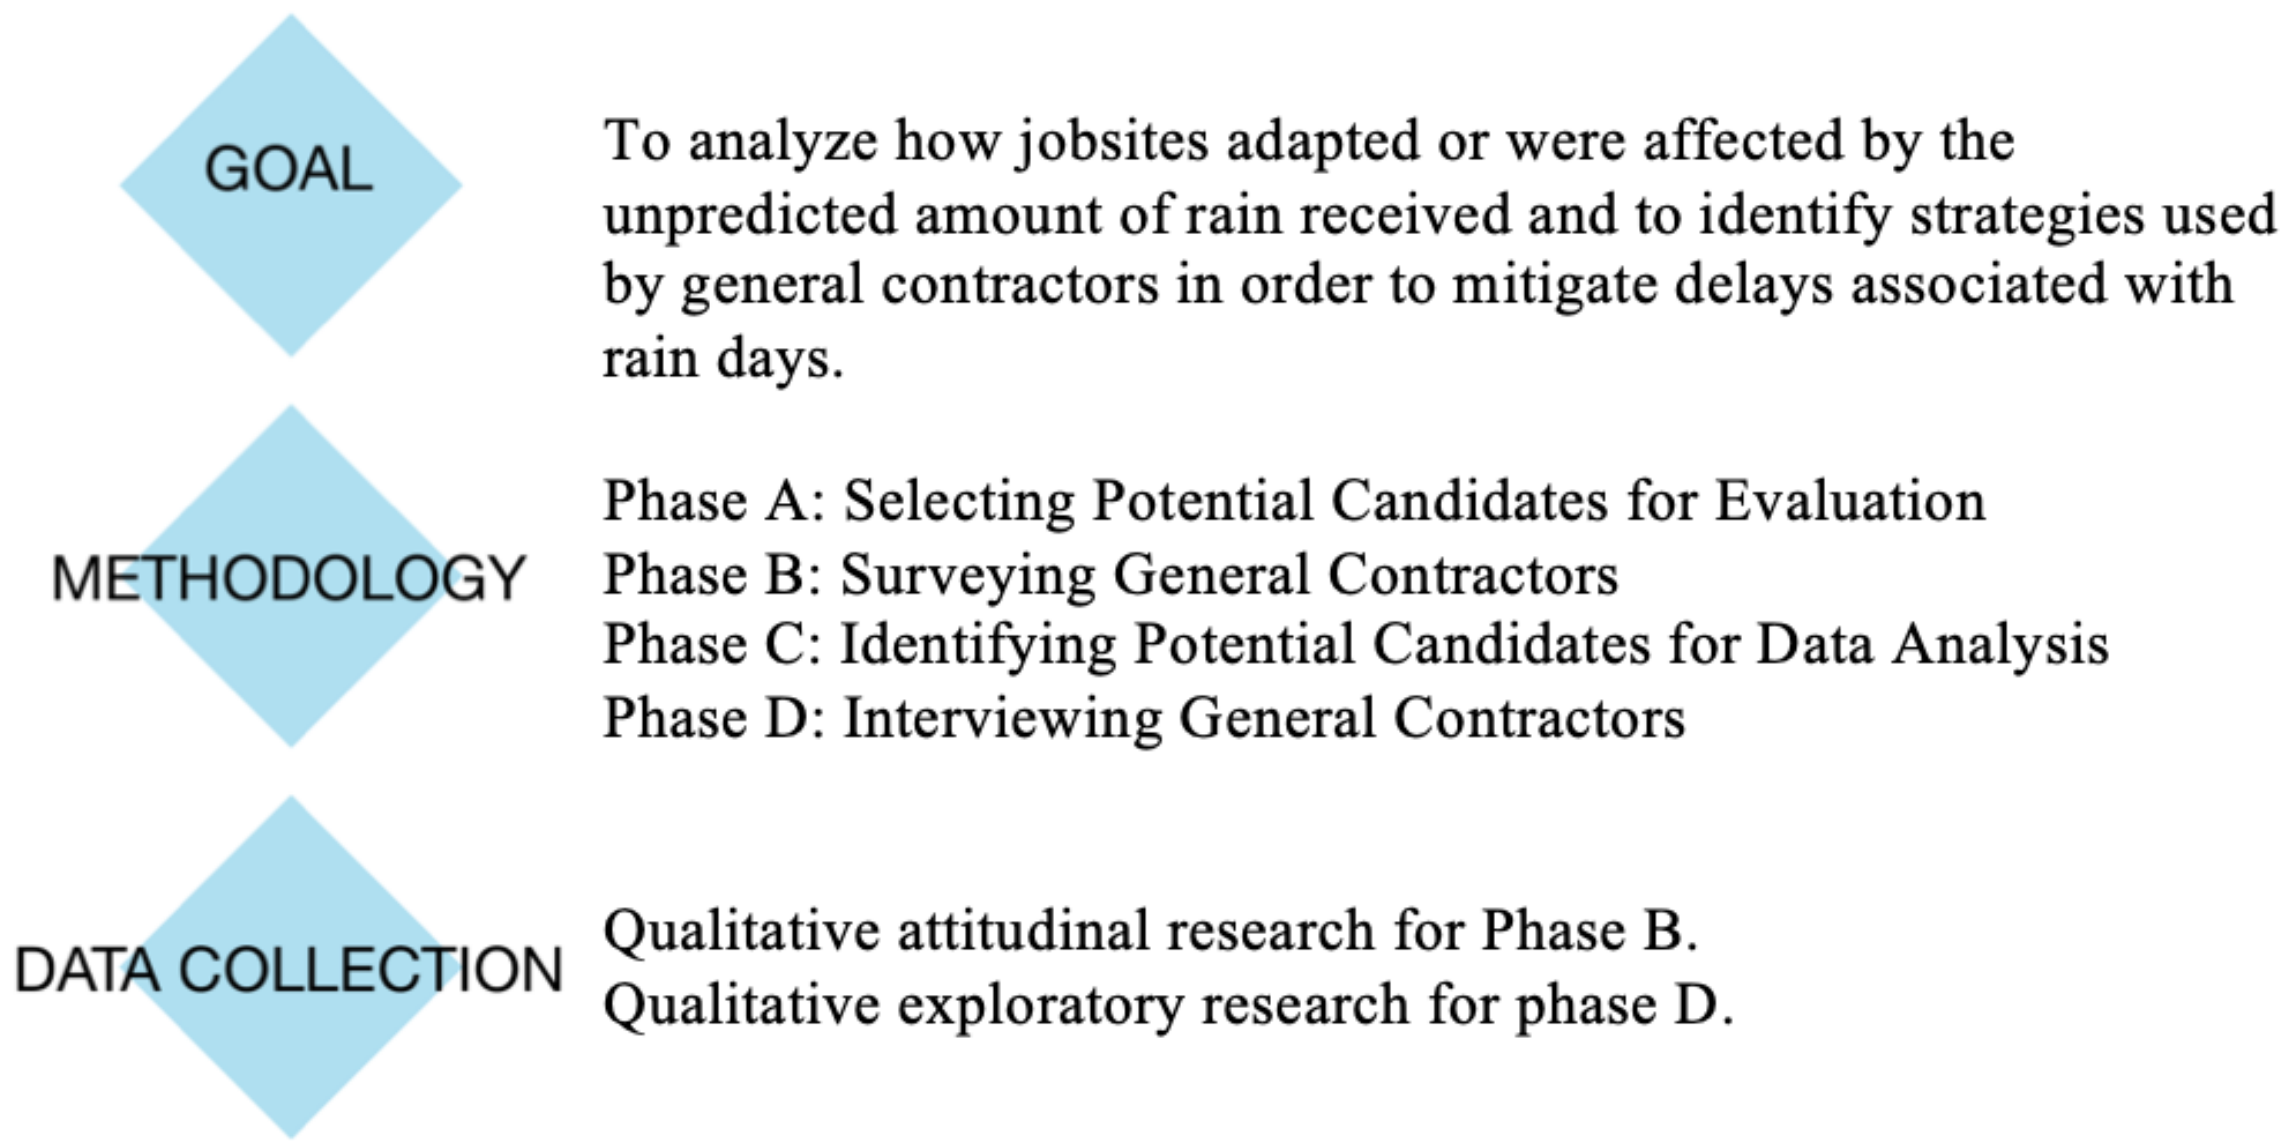 GOAL
To analyze how jobsites adapted or were affected by the
unpredicted amount of rain received and to identify strategies used
by general contractors in order to mitigate delays associated with
rain days.
METHODOLOGY
Phase A: Selecting Potential Candidates for Evaluation
Phase B: Surveying General Contractors
Phase C: Identifying Potential Candidates for Data Analysis
Phase D: Interviewing General Contractors
DATA COLLECTION
Qualitative attitudinal research for Phase B.
Qualitative exploratory research for phase D.